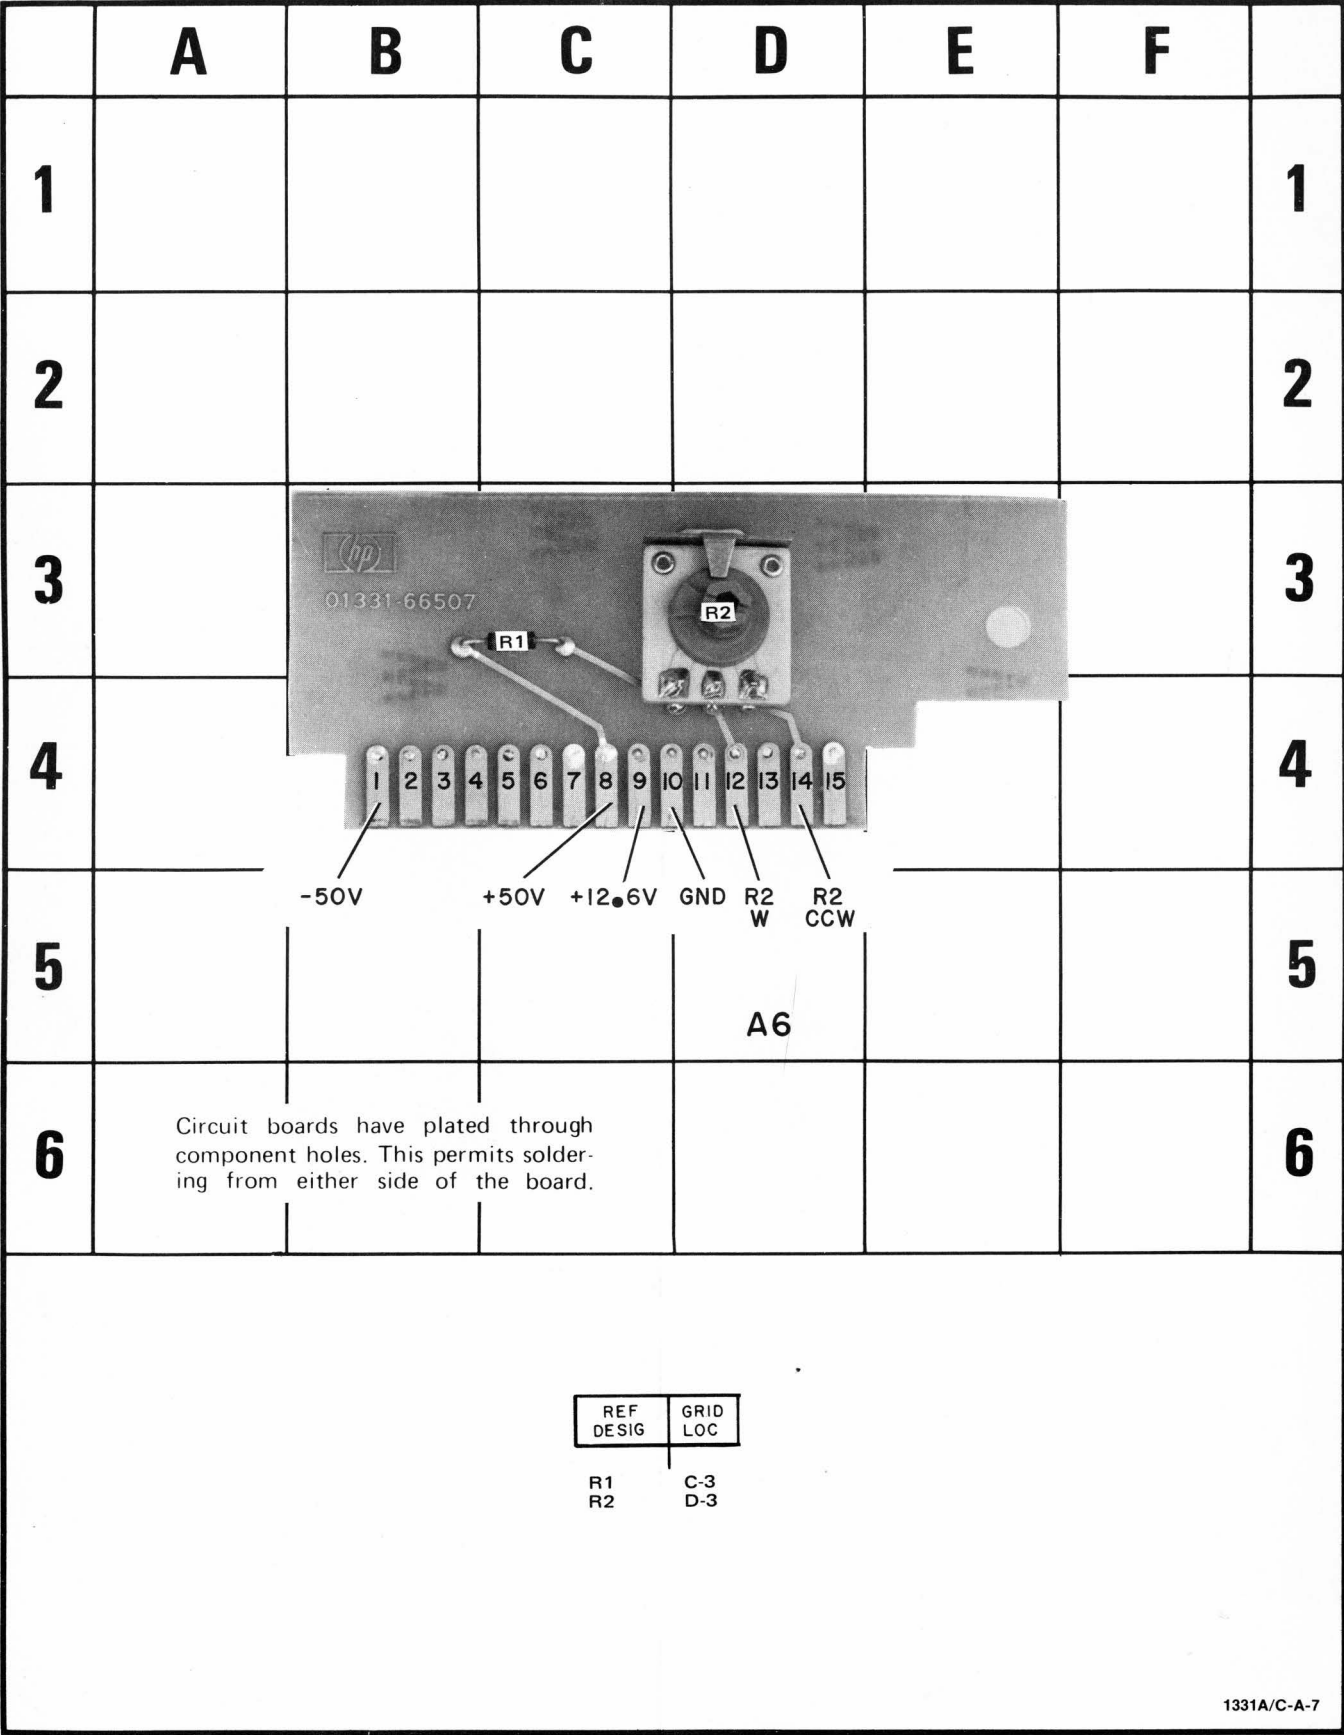 A B C D E F
1 1
2 2
3 3
hp
01331-66507
R2
R1
4 4
1 2 3 4 5 6 7 8 9 10 11 12 13 14 15
-50V +50V +12.6V GND R2 R2
W CCW
5 5
A6
6 6
Circuit boards have plated through
component holes. This permits solder-
ing from either side of the board.
REF GRID
DESIG LOC
R1 C-3
R2 D-3
1331A/C-A-7